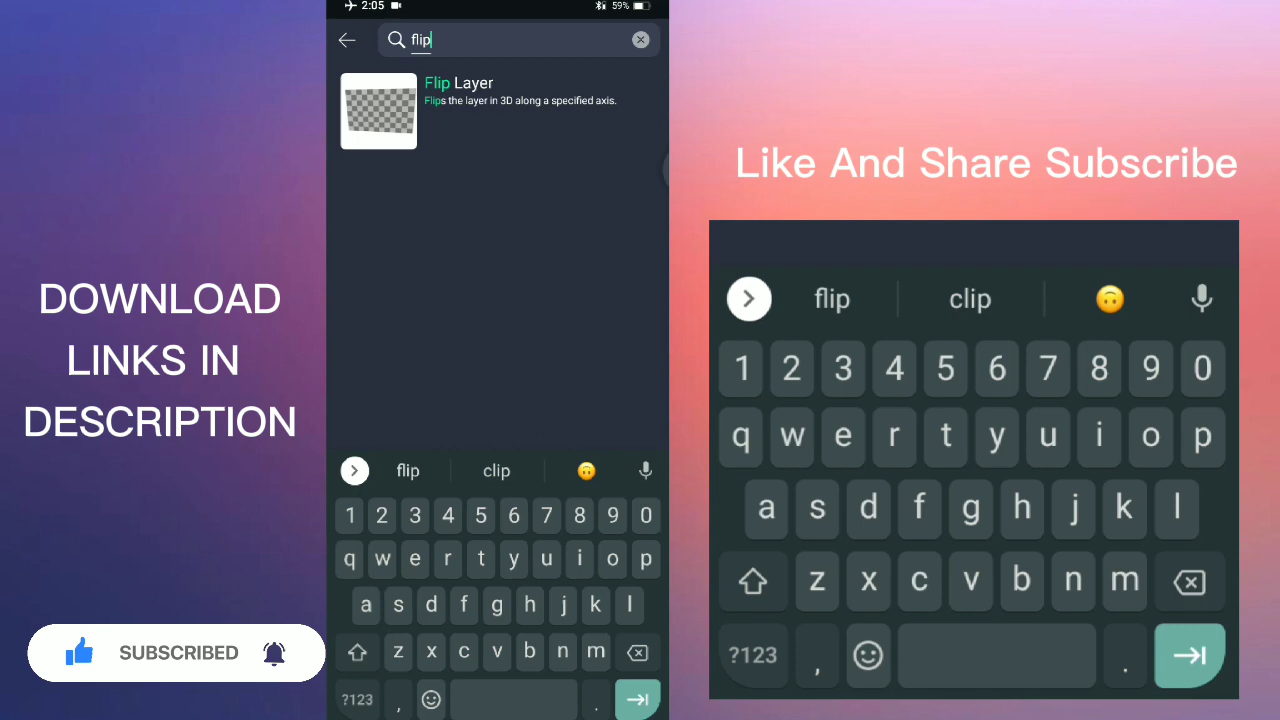 2:05
59%
flip
Flip Layer
Flips the layer in 3D along a specified axis.
Like And Share Subscribe
DOWNLOAD
LINKS IN
DESCRIPTION
SUBSCRIBED
flip clip
1 2 3 4 5 6 7 8 9 0
q w e r t y u i o p
a s d f g h j k l
z x c v b n m
?123 , .
flip clip
1 2 3 4 5 6 7 8 9 0
q w e r t y u i o p
a s d f g h j k l
z x c v b n m
?123 , .